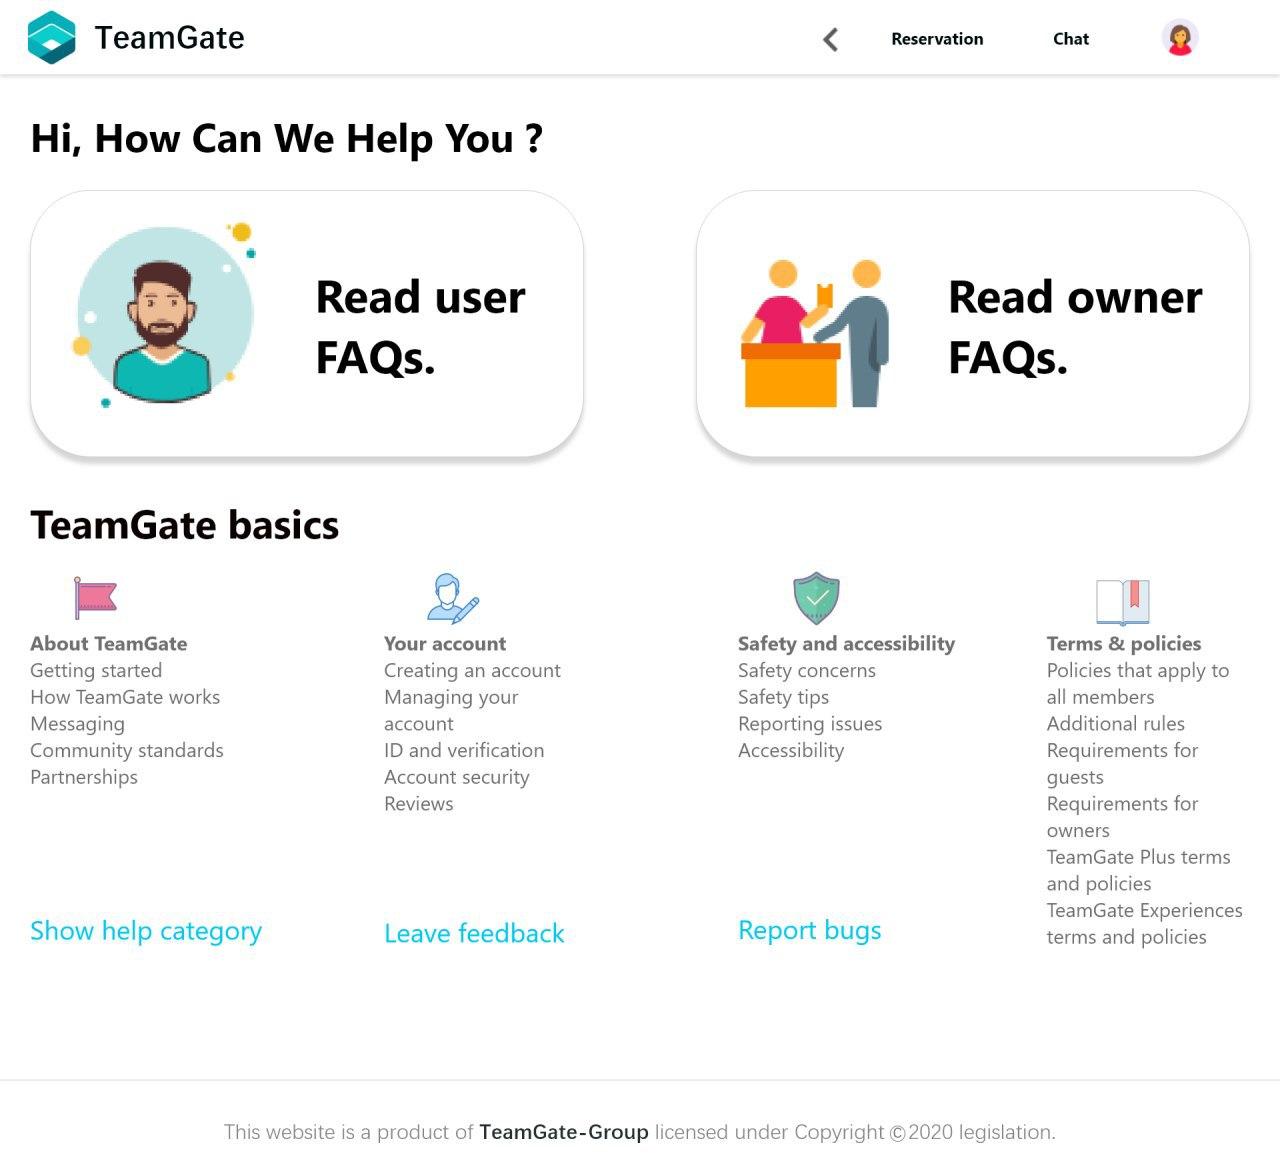 TeamGate
Reservation
Chat
Hi, How Can We Help You ?
Read user
FAQs.
Read owner
FAQs.
TeamGate basics
About TeamGate
Getting started
How TeamGate works
Messaging
Community standards
Partnerships
Show help category
Your account
Creating an account
Managing your
account
ID and verification
Account security
Reviews
Leave feedback
Safety and accessibility
Safety concerns
Safety tips
Reporting issues
Accessibility
Report bugs
Terms & policies
Policies that apply to
all members
Additional rules
Requirements for
guests
Requirements for
owners
TeamGate Plus terms
and policies
TeamGate Experiences
terms and policies
This website is a product of TeamGate-Group licensed under Copyright ©2020 legislation.